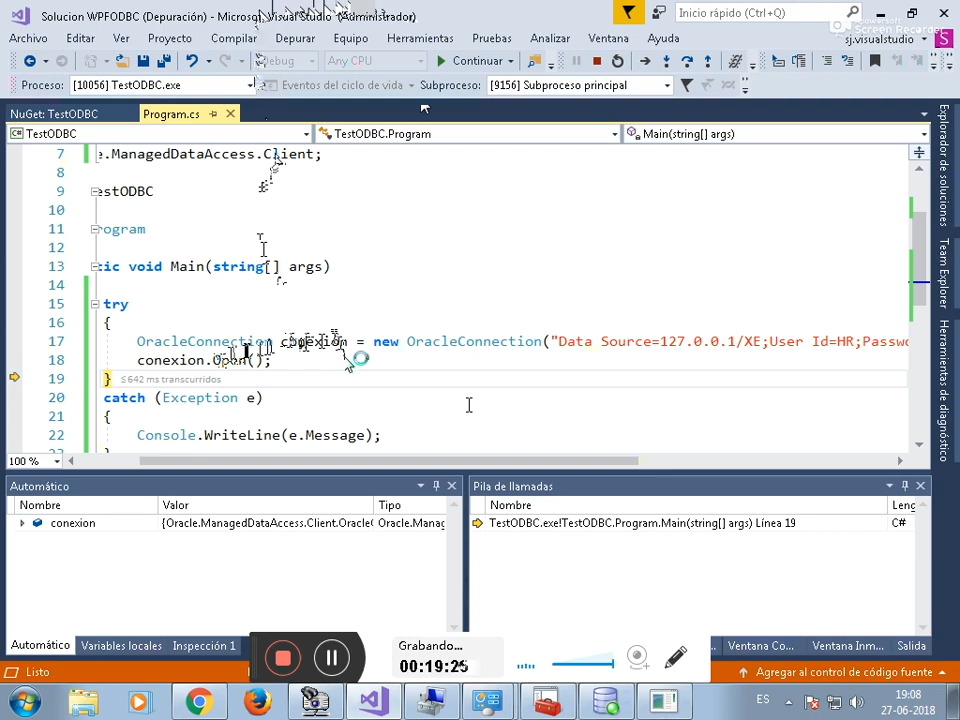 Solucion WPFODBC (Depuración) - Microsoft Visual Studio (Administrador)
Inicio rápido (Ctrl+Q)
Screen Recorder
Archivo Editar Ver Proyecto Compilar Depurar Equipo Herramientas Pruebas Analizar Ventana Ayuda sj.visualstudio S
Debug Any CPU Continuar
Proceso: [10056] TestODBC.exe Eventos del ciclo de vida Subproceso: [9156] Subproceso principal
NuGet: TestODBC Program.cs
TestODBC TestODBC.Program Main(string[] args)
7 e.ManagedDataAccess.Client;
8
9 estODBC
10
11 rogram
12
13 tic void Main(string[] args)
14
15 try
16 {
17 OracleConnection conexion = new OracleConnection("Data Source=127.0.0.1/XE;User Id=HR;Passwo
18 conexion.Open();
19 } ≤642 ms transcurridos
20 catch (Exception e)
21 {
22 Console.WriteLine(e.Message);
100 %
Explorador de soluciones
Team Explorer
Herramientas de diagnóstico
Automático
Nombre Valor Tipo
conexion {Oracle.ManagedDataAccess.Client.OracleC Oracle.Manag
Pila de llamadas
Nombre Leng
TestODBC.exe!TestODBC.Program.Main(string[] args) Línea 19 C#
Automático Variables locales Inspección 1
Ventana Co... Ventana Inm... Salida
Grabando...
00:19:25
Listo
Agregar al control de código fuente
ES
19:08
27-06-2018